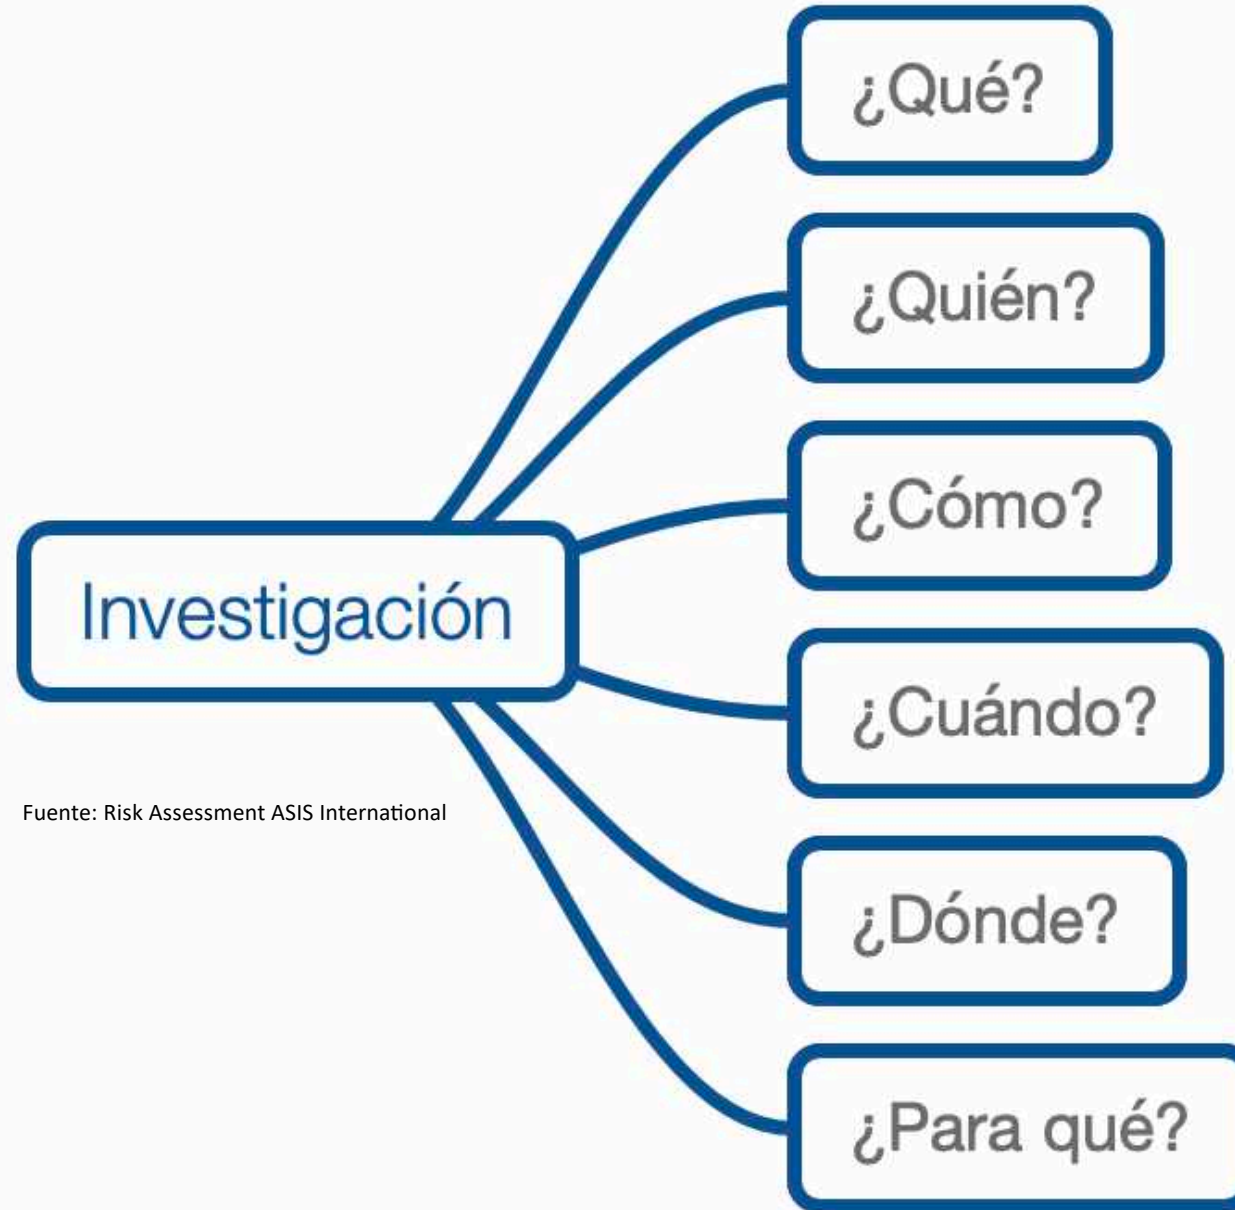 ¿Qué?
¿Quién?
¿Cómo?
Investigación
¿Cuándo?
Fuente: Risk Assessment ASIS International
¿Dónde?
¿Para qué?